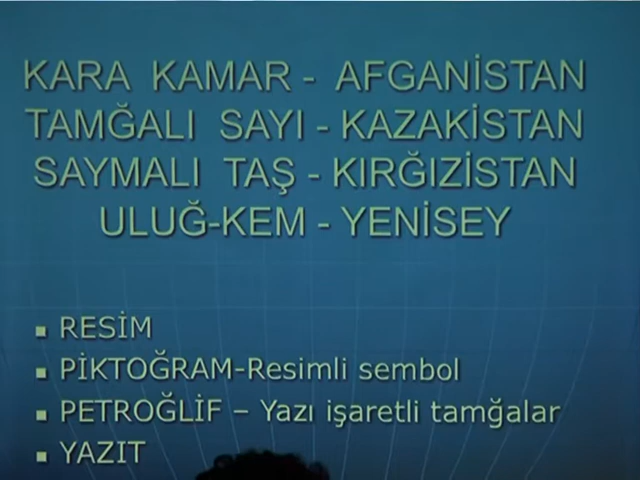 KARA KAMAR - AFGANİSTAN
TAMĞALI SAYI - KAZAKİSTAN
SAYMALI TAŞ - KIRĞIZİSTAN
ULUĞ-KEM - YENİSEY
▪ RESİM
▪ PİKTOĞRAM-Resimli sembol
▪ PETROĞLİF – Yazı işaretli tamğalar
▪ YAZIT